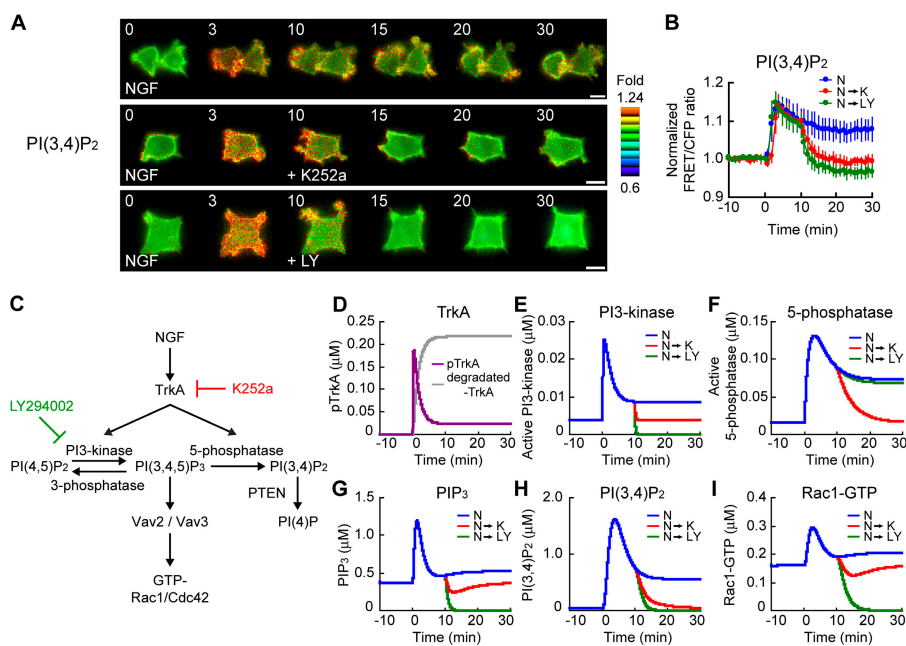 A
0 3 10 15 20 30
NGF
0 3 10 15 20 30
PI(3,4)P2
NGF + K252a
0 3 10 15 20 30
NGF + LY
Fold
1.24
0.6
B
PI(3,4)P2
N
N→K
N→LY
Normalized
FRET/CFP ratio
1.2
1.1
1.0
0.9
-10 0 10 20 30
Time (min)
C
NGF
TrkA
K252a
LY294002
PI3-kinase
5-phosphatase
PI(4,5)P2 PI(3,4,5)P3 PI(3,4)P2
3-phosphatase
PTEN
Vav2 / Vav3
PI(4)P
GTP-
Rac1/Cdc42
D
TrkA
pTrkA (μM)
0.25
0.20
0.15
0.10
0.05
0
pTrkA
degraded
-TrkA
-10 0 10 20 30
Time (min)
E
PI3-kinase
Active PI3-kinase (μM)
0.03
0.02
0.01
0
N
N→K
N→LY
-10 0 10 20 30
Time (min)
F
5-phosphatase
Active
5-phosphatase (μM)
0.15
0.10
0.05
0
N
N→K
N→LY
-10 0 10 20 30
Time (min)
G
PIP3
PIP3 (μM)
1.5
1.0
0.5
0
N
N→K
N→LY
-10 0 10 20 30
Time (min)
H
PI(3,4)P2
PI(3,4)P2 (μM)
2.0
1.0
0
N
N→K
N→LY
-10 0 10 20 30
Time (min)
I
Rac1-GTP
Rac1-GTP (μM)
0.4
0.3
0.2
0.1
0
N
N→K
N→LY
-10 0 10 20 30
Time (min)